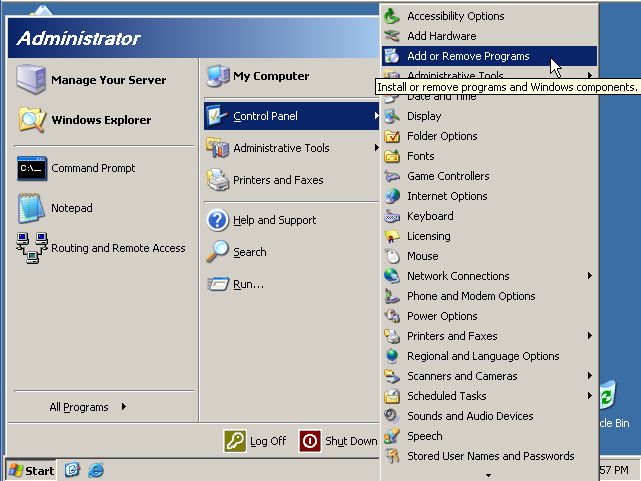 Administrator
Manage Your Server
Windows Explorer
Command Prompt
Notepad
Routing and Remote Access
All Programs
My Computer
Control Panel
Administrative Tools
Printers and Faxes
Help and Support
Search
Run...
Log Off
Shut Down
Accessibility Options
Add Hardware
Add or Remove Programs
Administrative Tools
Install or remove programs and Windows components.
Date and Time
Display
Folder Options
Fonts
Game Controllers
Internet Options
Keyboard
Licensing
Mouse
Network Connections
Phone and Modem Options
Power Options
Printers and Faxes
Regional and Language Options
Scanners and Cameras
Scheduled Tasks
Sounds and Audio Devices
Speech
Stored User Names and Passwords
cle Bin
Start
57 PM